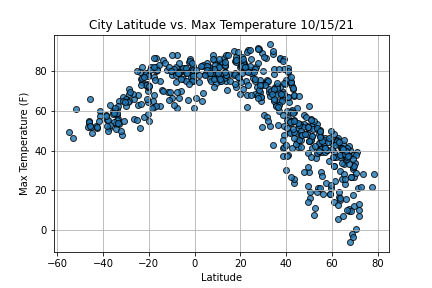 City Latitude vs. Max Temperature 10/15/21
Max Temperature (F)
80
60
40
20
0
−60 −40 −20 0 20 40 60 80
Latitude